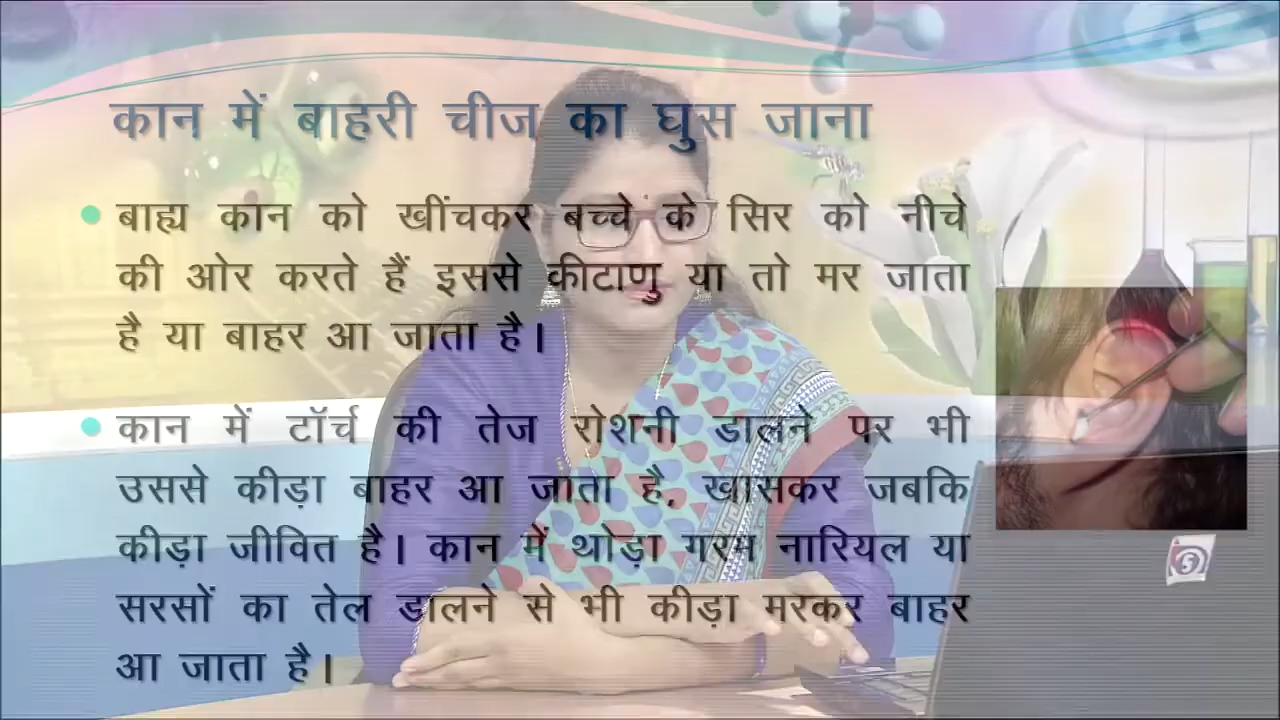 कान में बाहरी चीज का घुस जाना
बाह्य कान को खींचकर बच्चे के सिर को नीचे
की ओर करते हैं इससे कीटाणु या तो मर जाता
है या बाहर आ जाता है।
कान में टॉर्च की तेज रोशनी डालने पर भी
उससे कीड़ा बाहर आ जाता है, खासकर जबकि
कीड़ा जीवित है। कान में थोड़ा गरम नारियल या
सरसों का तेल डालने से भी कीड़ा मरकर बाहर
आ जाता है।